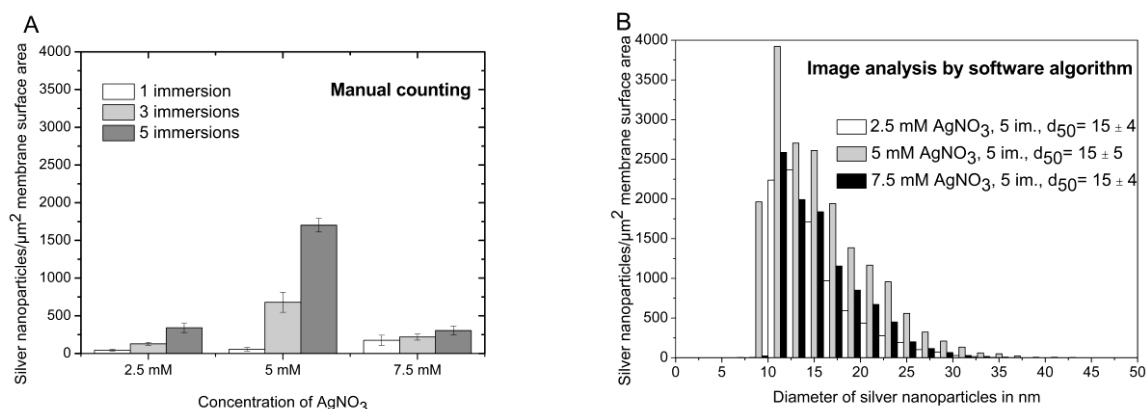 A
Silver nanoparticles/µm² membrane surface area
4000
3500
3000
2500
2000
1500
1000
500
0
1 immersion
3 immersions
5 immersions
Manual counting
2.5 mM
5 mM
7.5 mM
Concentration of AgNO₃
B
Silver nanoparticles/µm² membrane surface area
4000
3500
3000
2500
2000
1500
1000
500
0
Image analysis by software algorithm
2.5 mM AgNO₃, 5 im., d₅₀= 15 ± 4
5 mM AgNO₃, 5 im., d₅₀= 15 ± 5
7.5 mM AgNO₃, 5 im., d₅₀= 15 ± 4
0 5 10 15 20 25 30 35 40 45 50
Diameter of silver nanoparticles in nm